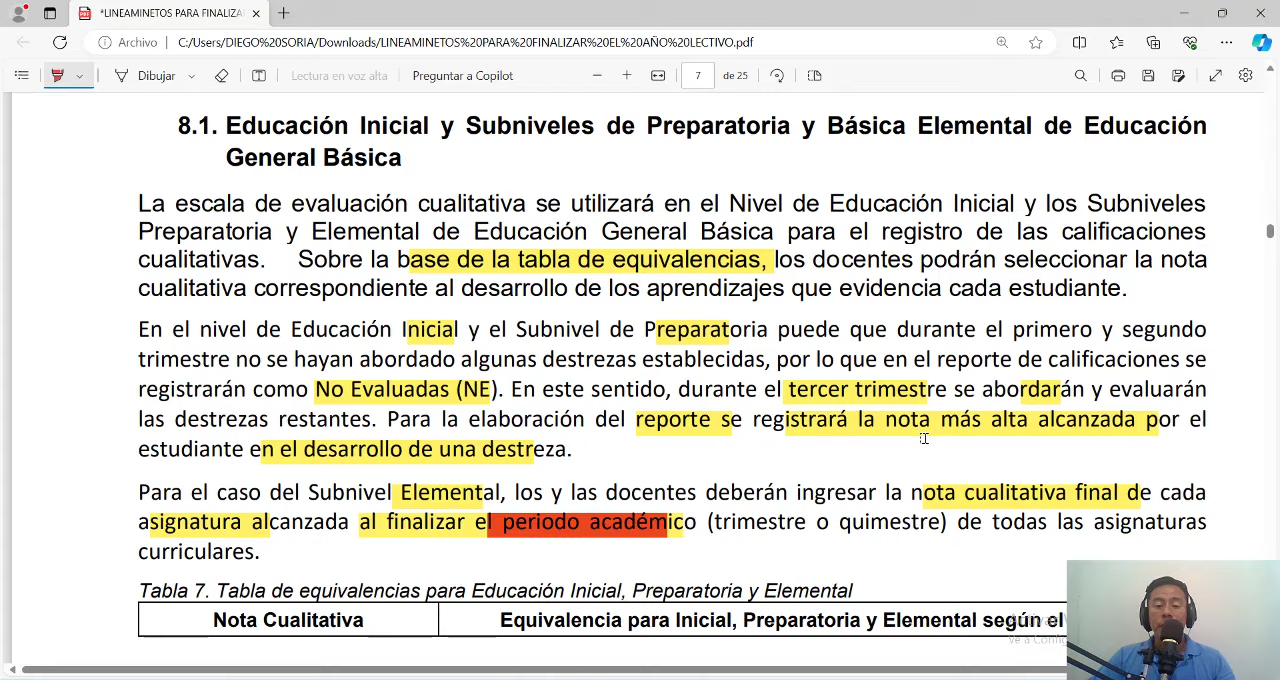 *LINEAMINETOS PARA FINALIZA
Archivo
C:/Users/DIEGO%20SORIA/Downloads/LINEAMINETOS%20PARA%20FINALIZAR%20EL%20AÑO%20LECTIVO.pdf
Dibujar
Lectura en voz alta
Preguntar a Copilot
7
de 25
8.1. Educación Inicial y Subniveles de Preparatoria y Básica Elemental de Educación
General Básica
La escala de evaluación cualitativa se utilizará en el Nivel de Educación Inicial y los Subniveles
Preparatoria y Elemental de Educación General Básica para el registro de las calificaciones
cualitativas. Sobre la base de la tabla de equivalencias, los docentes podrán seleccionar la nota
cualitativa correspondiente al desarrollo de los aprendizajes que evidencia cada estudiante.
En el nivel de Educación Inicial y el Subnivel de Preparatoria puede que durante el primero y segundo
trimestre no se hayan abordado algunas destrezas establecidas, por lo que en el reporte de calificaciones se
registrarán como No Evaluadas (NE). En este sentido, durante el tercer trimestre se abordarán y evaluarán
las destrezas restantes. Para la elaboración del reporte se registrará la nota más alta alcanzada por el
estudiante en el desarrollo de una destreza.
Para el caso del Subnivel Elemental, los y las docentes deberán ingresar la nota cualitativa final de cada
asignatura alcanzada al finalizar el periodo académico (trimestre o quimestre) de todas las asignaturas
curriculares.
Tabla 7. Tabla de equivalencias para Educación Inicial, Preparatoria y Elemental
Nota Cualitativa
Equivalencia para Inicial, Preparatoria y Elemental según el